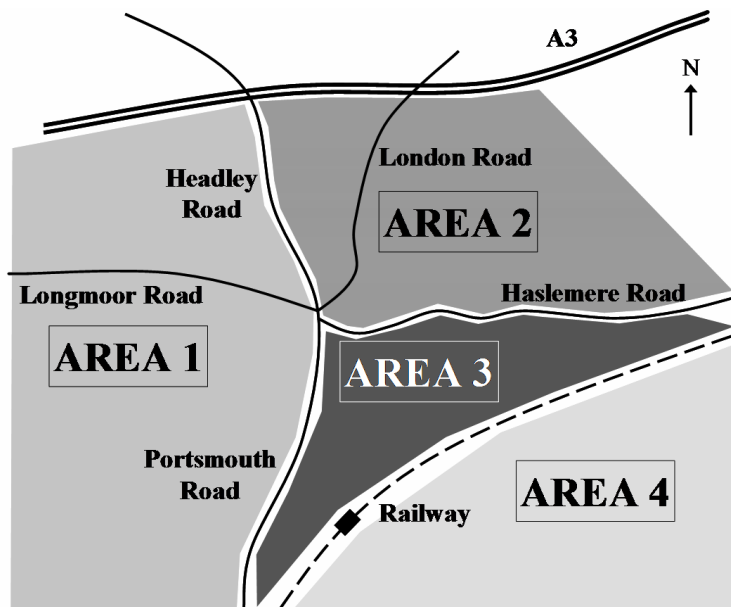 A3
N
London Road
Headley
Road
AREA 2
Longmoor Road
Haslemere Road
AREA 1
AREA 3
Portsmouth
Road
AREA 4
Railway